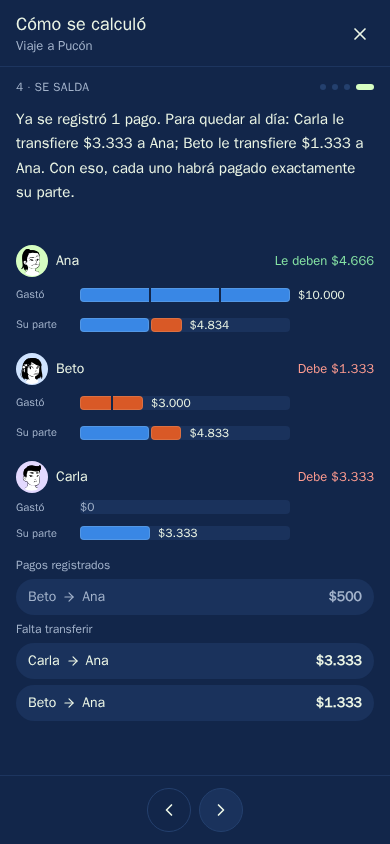 Cómo se calculó
Viaje a Pucón
4 · SE SALDA
Ya se registró 1 pago. Para quedar al día: Carla le
transfiere $3.333 a Ana; Beto le transfiere $1.333 a
Ana. Con eso, cada uno habrá pagado exactamente
su parte.
Ana Le deben $4.666
Gastó $10.000
Su parte $4.834
Beto Debe $1.333
Gastó $3.000
Su parte $4.833
Carla Debe $3.333
Gastó $0
Su parte $3.333
Pagos registrados
Beto → Ana $500
Falta transferir
Carla → Ana $3.333
Beto → Ana $1.333